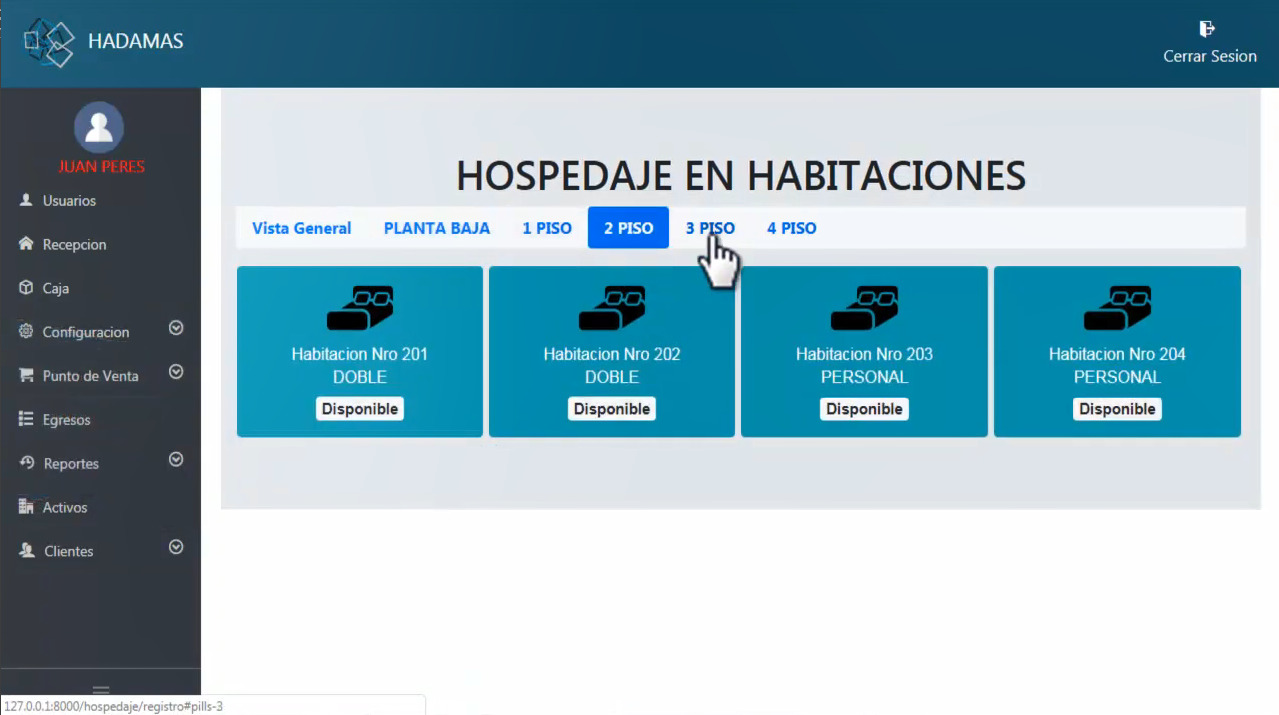 HADAMAS
Cerrar Sesion
JUAN PERES
Usuarios
Recepcion
Caja
Configuracion
Punto de Venta
Egresos
Reportes
Activos
Clientes
HOSPEDAJE EN HABITACIONES
Vista General PLANTA BAJA 1 PISO 2 PISO 3 PISO 4 PISO
Habitacion Nro 201
DOBLE
Disponible
Habitacion Nro 202
DOBLE
Disponible
Habitacion Nro 203
PERSONAL
Disponible
Habitacion Nro 204
PERSONAL
Disponible
127.0.0.1:8000/hospedaje/registro#pills-3